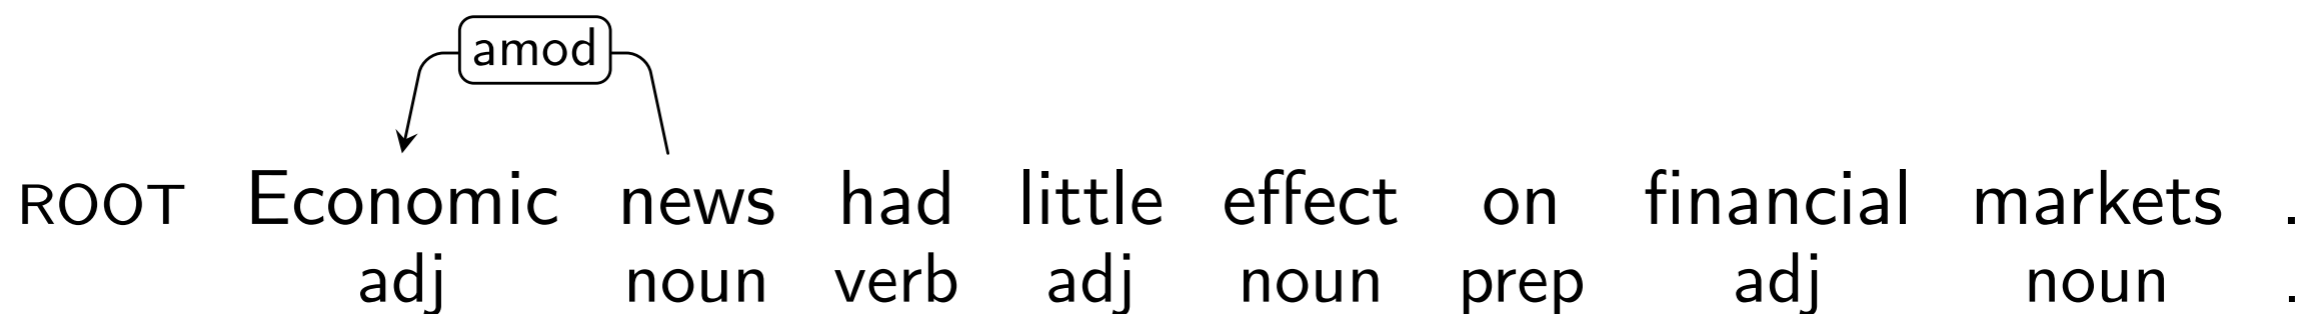 amod
ROOT Economic news had little effect on financial markets .
adj noun verb adj noun prep adj noun .